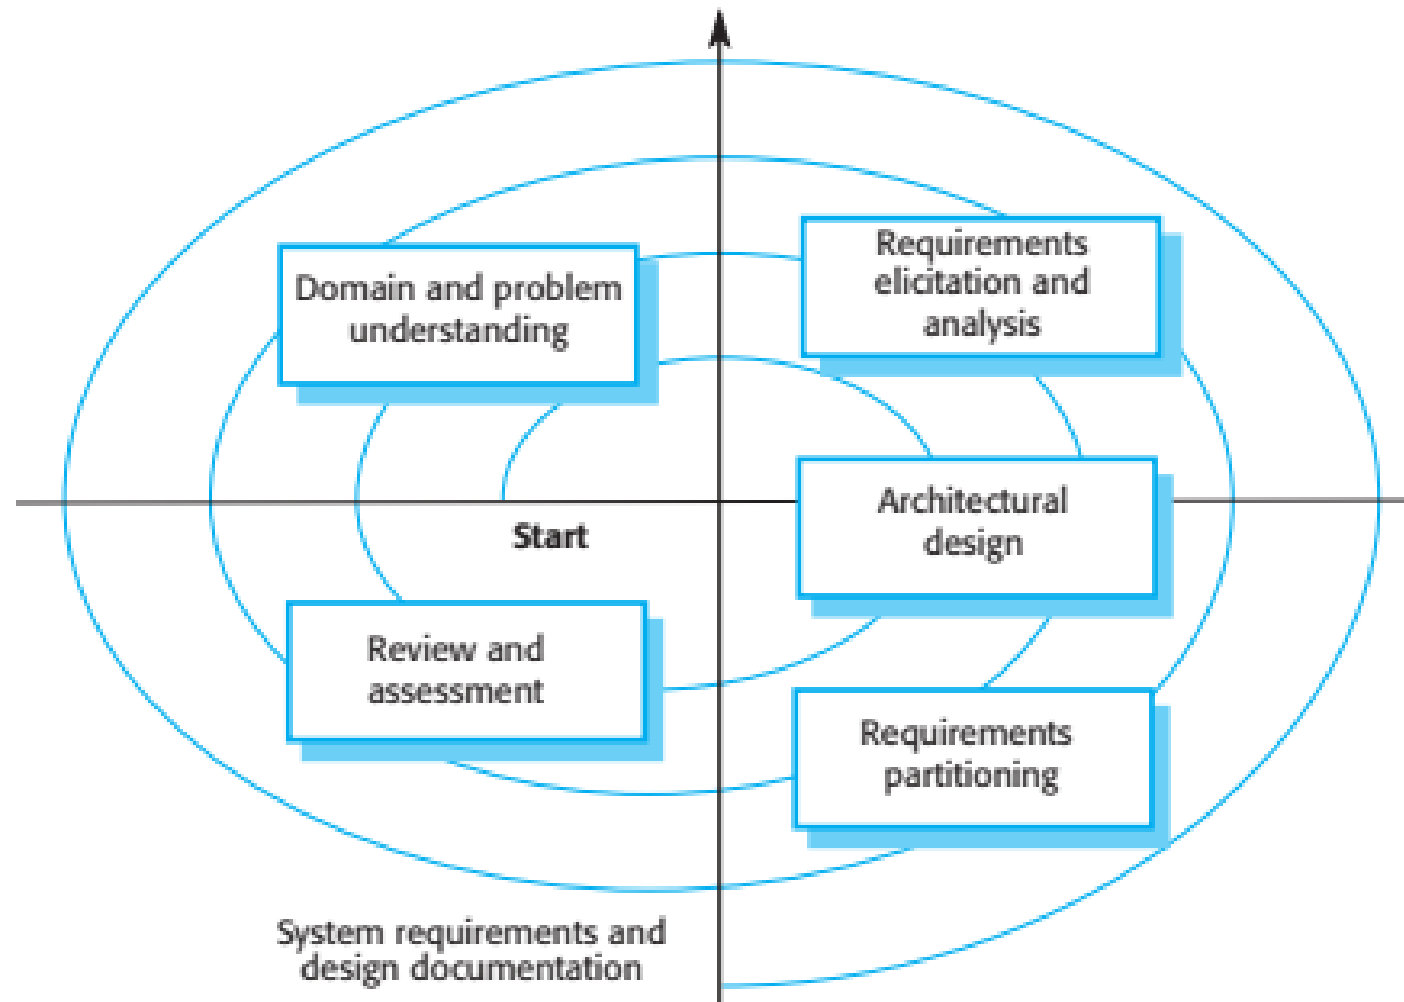 Domain and problem
understanding
Requirements
elicitation and
analysis
Start
Architectural
design
Review and
assessment
Requirements
partitioning
System requirements and
design documentation